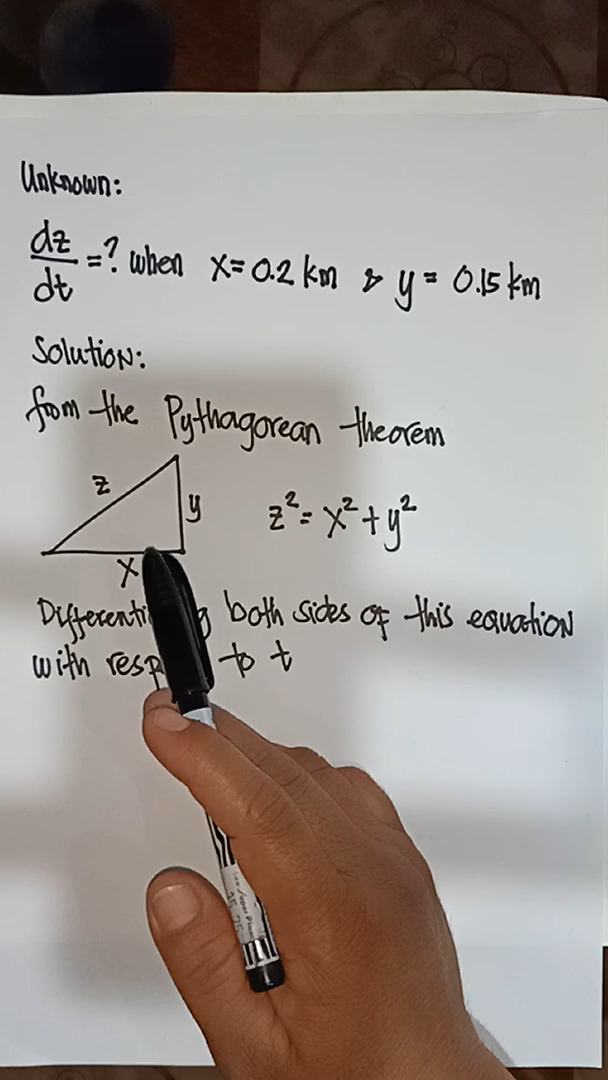 Unknown:
dz/dt =? when x= 0.2 km & y = 0.15 km
Solution:
from the Pythagorean theorem
z
y
z² = x² + y²
x
both sides of this equation
with to t